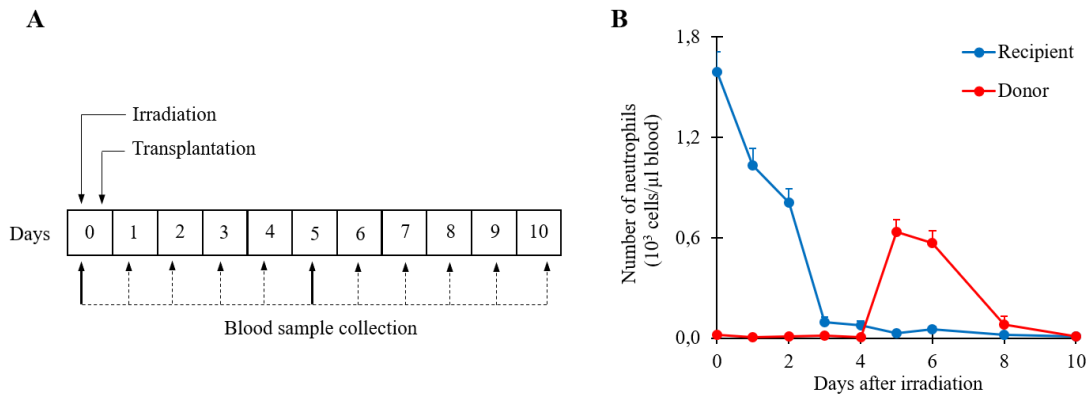 A
Irradiation
Transplantation
Days 0 1 2 3 4 5 6 7 8 9 10
Blood sample collection
B
1,8
1,2
0,6
0,0
Number of neutrophils
(10³ cells/µl blood)
Recipient
Donor
0 2 4 6 8 10
Days after irradiation